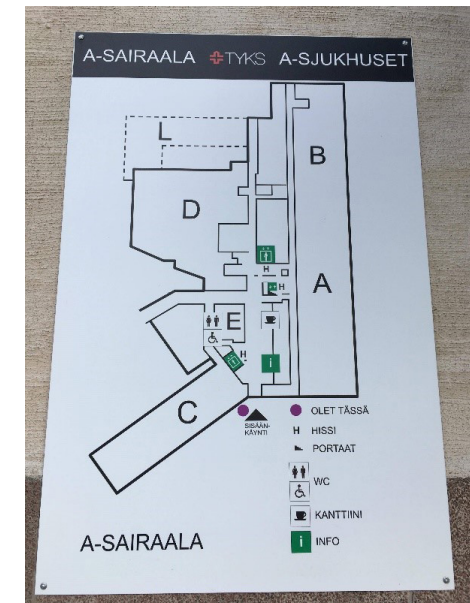 A-SAIRAALA TYKS A-SJUKHUSET
L
B
D
A
H
H
E
H
i
C
SISÄÄN-
KÄYNTI
OLET TÄSSÄ
H HISSI
PORTAAT
WC
KANTTIINI
i INFO
A-SAIRAALA